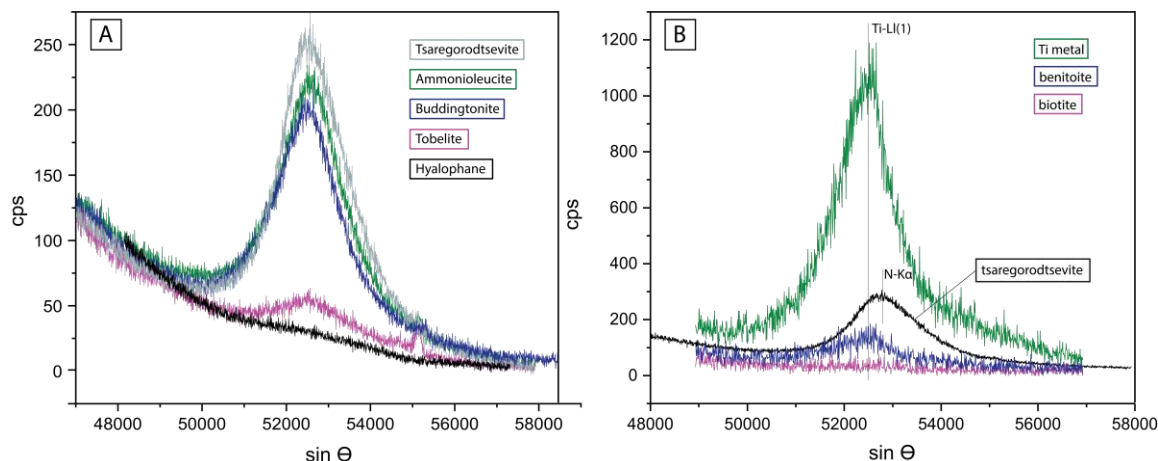 A
Tsaregorodtsevite
Ammonioleucite
Buddingtonite
Tobelite
Hyalophane
250
200
150
100
50
0
cps
48000 50000 52000 54000 56000 58000
sin Θ
B
Ti-Ll(1)
Ti metal
benitoite
biotite
N-Kα
tsaregorodtsevite
1200
1000
800
600
400
200
0
cps
48000 50000 52000 54000 56000 58000
sin Θ